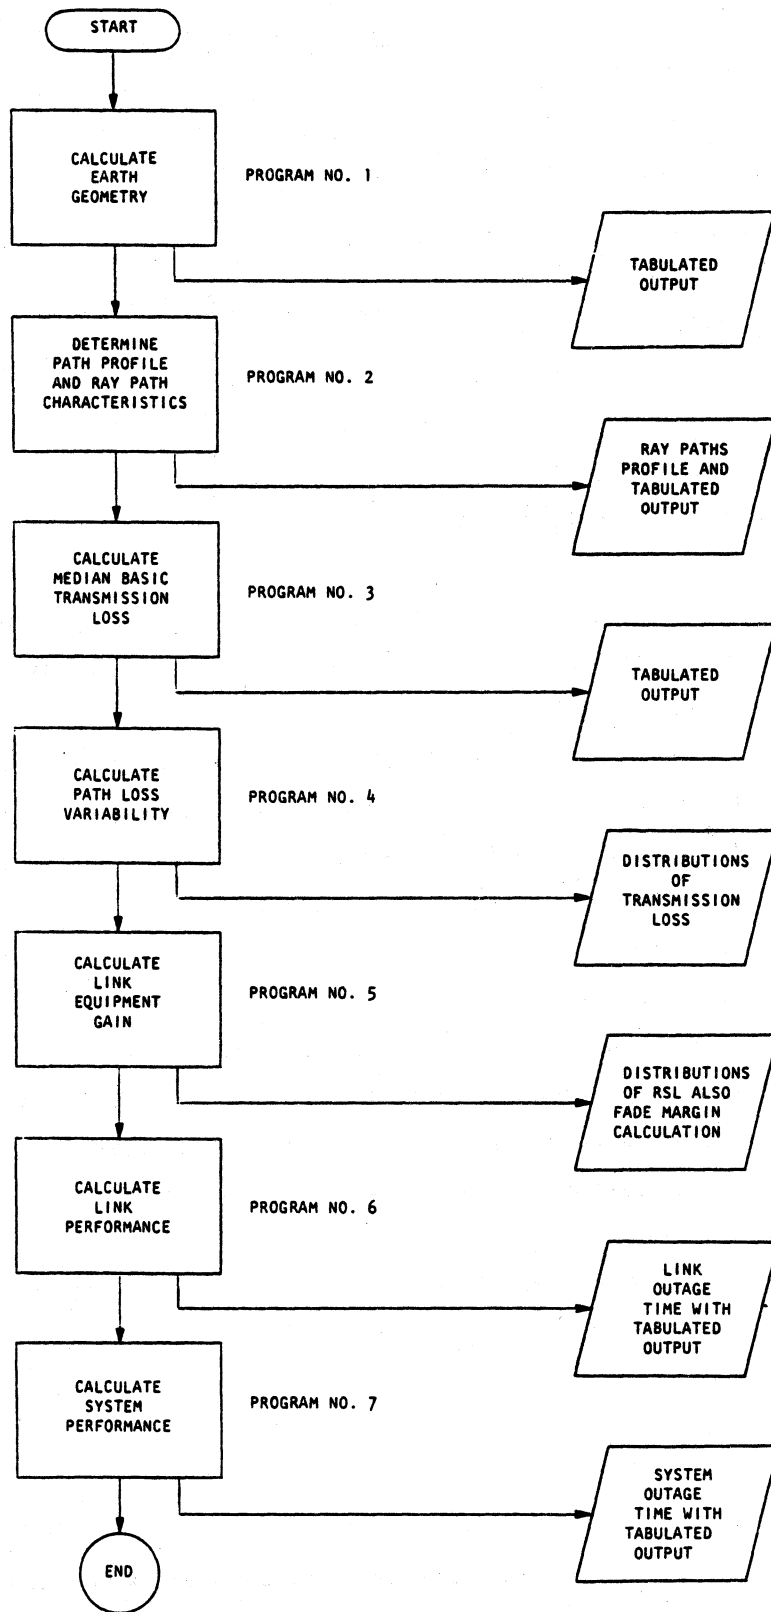 START
CALCULATE
EARTH
GEOMETRY
PROGRAM NO. 1
TABULATED
OUTPUT
DETERMINE
PATH PROFILE
AND RAY PATH
CHARACTERISTICS
PROGRAM NO. 2
RAY PATHS
PROFILE AND
TABULATED
OUTPUT
CALCULATE
MEDIAN BASIC
TRANSMISSION
LOSS
PROGRAM NO. 3
TABULATED
OUTPUT
CALCULATE
PATH LOSS
VARIABILITY
PROGRAM NO. 4
DISTRIBUTIONS
OF
TRANSMISSION
LOSS
CALCULATE
LINK
EQUIPMENT
GAIN
PROGRAM NO. 5
DISTRIBUTIONS
OF RSL ALSO
FADE MARGIN
CALCULATION
CALCULATE
LINK
PERFORMANCE
PROGRAM NO. 6
LINK
OUTAGE
TIME WITH
TABULATED
OUTPUT
CALCULATE
SYSTEM
PERFORMANCE
PROGRAM NO. 7
SYSTEM
OUTAGE
TIME WITH
TABULATED
OUTPUT
END